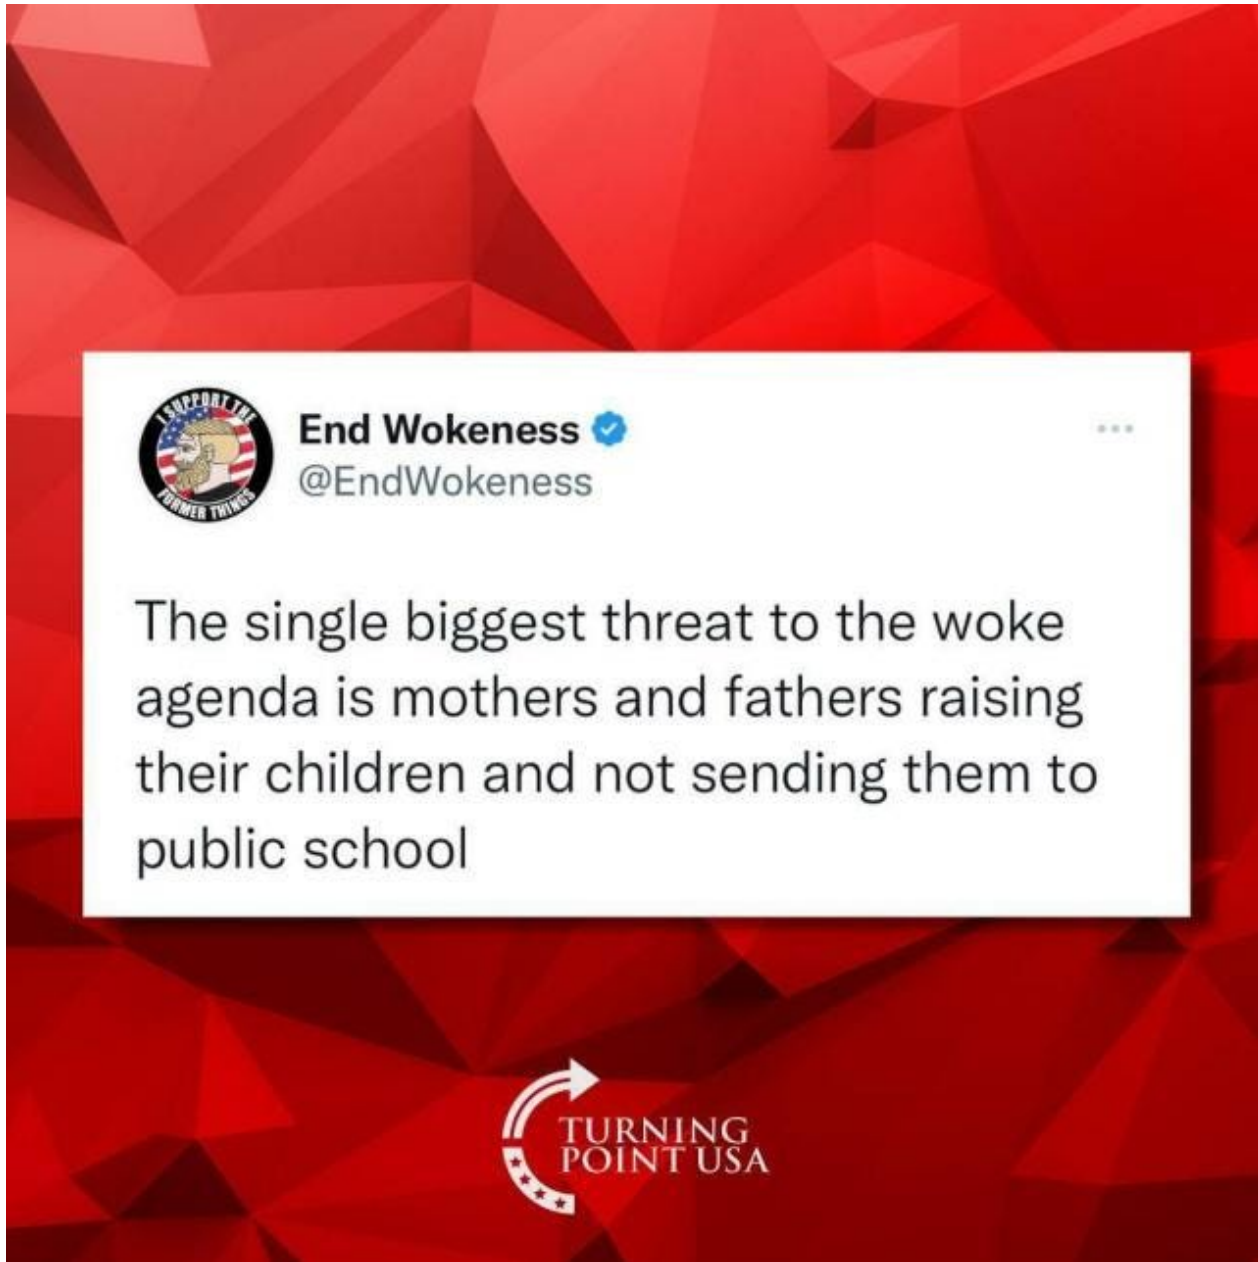 I SUPPORT THE
FORMER THINGS
End Wokeness
@EndWokeness
The single biggest threat to the woke
agenda is mothers and fathers raising
their children and not sending them to
public school
TURNING
POINT USA